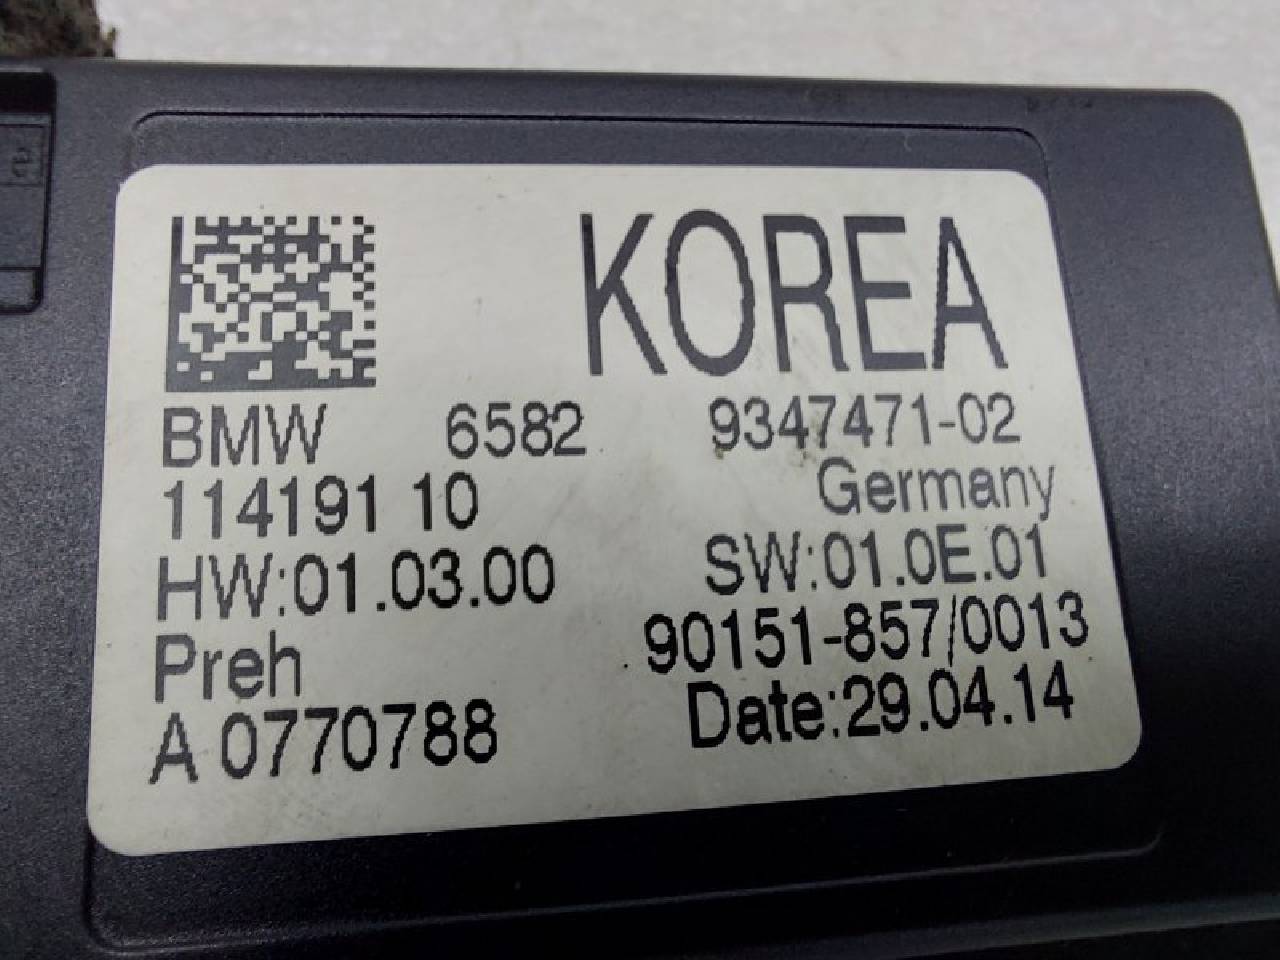 KOREA
BMW 6582 9347471-02
114191 10 Germany
HW:01.03.00 SW:01.0E.01
Preh 90151-857/0013
A 0770788 Date:29.04.14